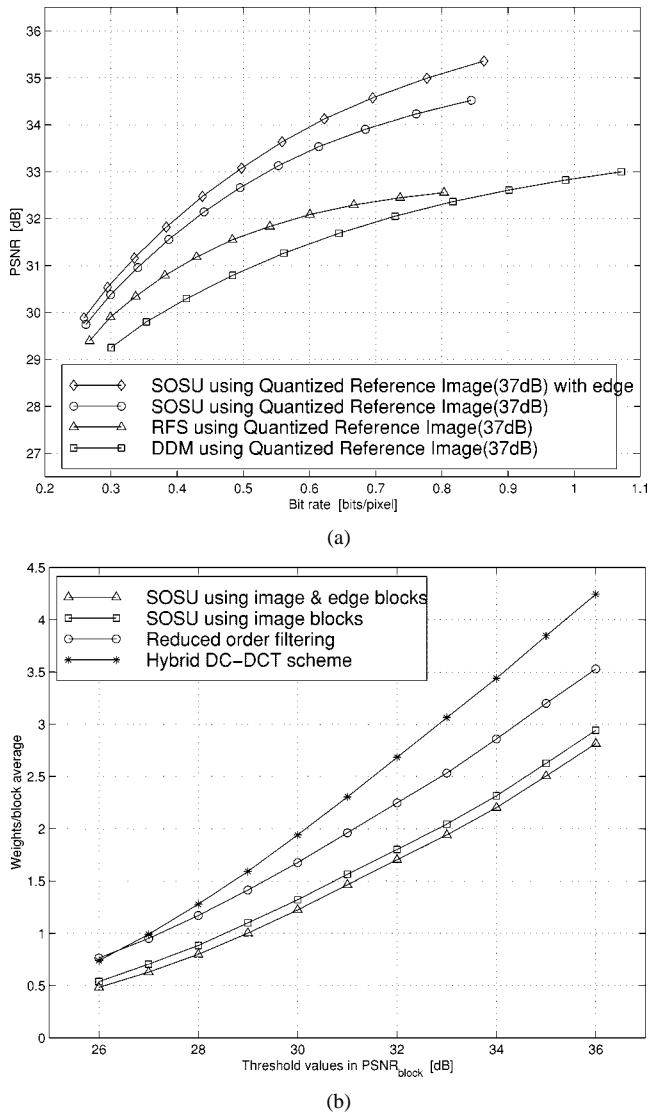 36
35
34
33
32
31
30
29
28
27
PSNR [dB]
SOSU using Quantized Reference Image(37dB) with edge
SOSU using Quantized Reference Image(37dB)
RFS using Quantized Reference Image(37dB)
DDM using Quantized Reference Image(37dB)
0.2 0.3 0.4 0.5 0.6 0.7 0.8 0.9 1 1.1
Bit rate [bits/pixel]
(a)
4.5
4
3.5
3
2.5
2
1.5
1
0.5
0
Weights/block average
SOSU using image & edge blocks
SOSU using image blocks
Reduced order filtering
Hybrid DC-DCT scheme
26 28 30 32 34 36
Threshold values in PSNRblock [dB]
(b)